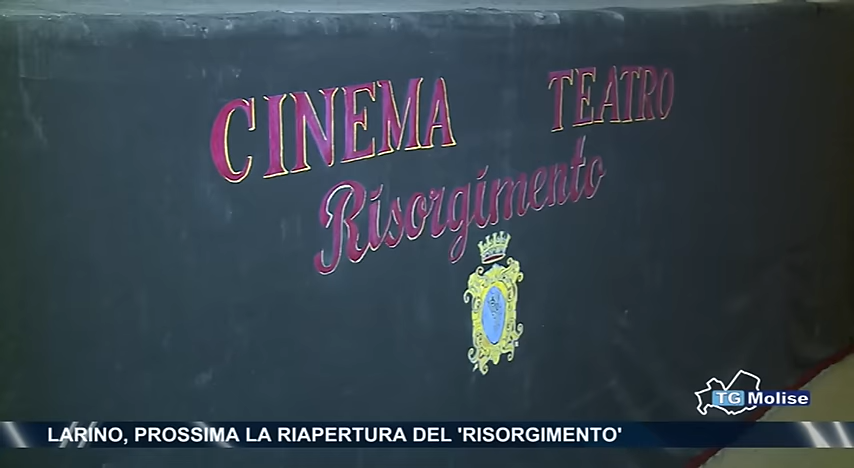 CINEMA TEATRO
Risorgimento
TG Molise
LARINO, PROSSIMA LA RIAPERTURA DEL 'RISORGIMENTO'